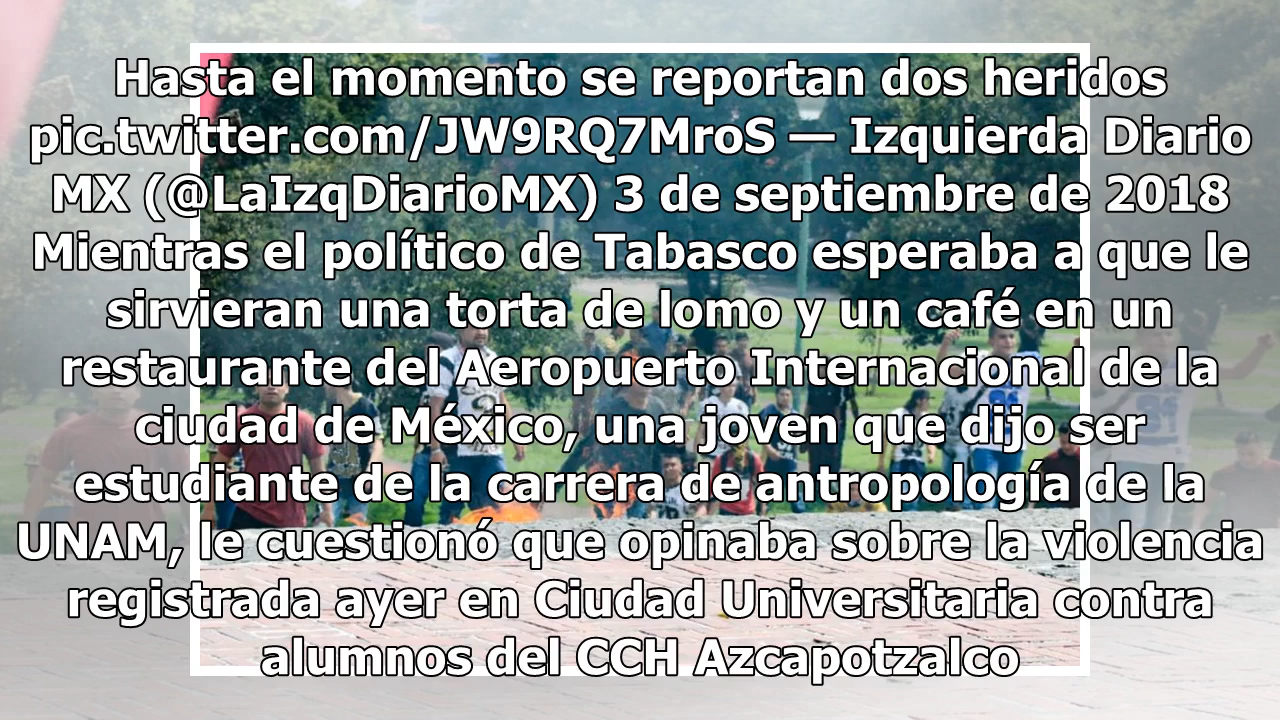 Hasta el momento se reportan dos heridos
pic.twitter.com/JW9RQ7MroS — Izquierda Diario
MX (@LaIzqDiarioMX) 3 de septiembre de 2018
Mientras el político de Tabasco esperaba a que le
sirvieran una torta de lomo y un café en un
restaurante del Aeropuerto Internacional de la
ciudad de México, una joven que dijo ser
estudiante de la carrera de antropología de la
UNAM, le cuestionó que opinaba sobre la violencia
registrada ayer en Ciudad Universitaria contra
alumnos del CCH Azcapotzalco